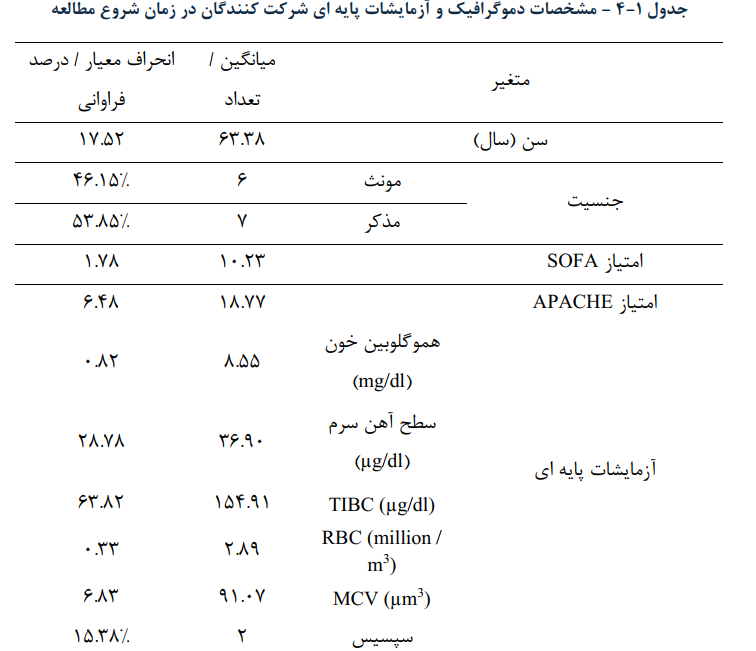 جدول ۱-۴ - مشخصات دموگرافیک و آزمایشات پایه ای شرکت کنندگان در زمان شروع مطالعه
متغیر میانگین / تعداد انحراف معیار / درصد فراوانی
سن (سال) ۶۳.۳۸ ۱۷.۵۲
جنسیت مونث ۶ ۴۶.۱۵٪
مذکر ۷ ۵۳.۸۵٪
امتیاز SOFA ۱۰.۲۳ ۱.۷۸
امتیاز APACHE ۱۸.۷۷ ۶.۴۸
آزمایشات پایه ای
هموگلوبین خون (mg/dl) ۸.۵۵ ۰.۸۲
سطح آهن سرم (µg/dl) ۳۶.۹۰ ۲۸.۷۸
TIBC (µg/dl) ۱۵۴.۹۱ ۶۳.۸۲
RBC (million / m³) ۲.۸۹ ۰.۳۳
MCV (µm³) ۹۱.۰۷ ۶.۸۳
سپسیس ۲ ۱۵.۳۸٪